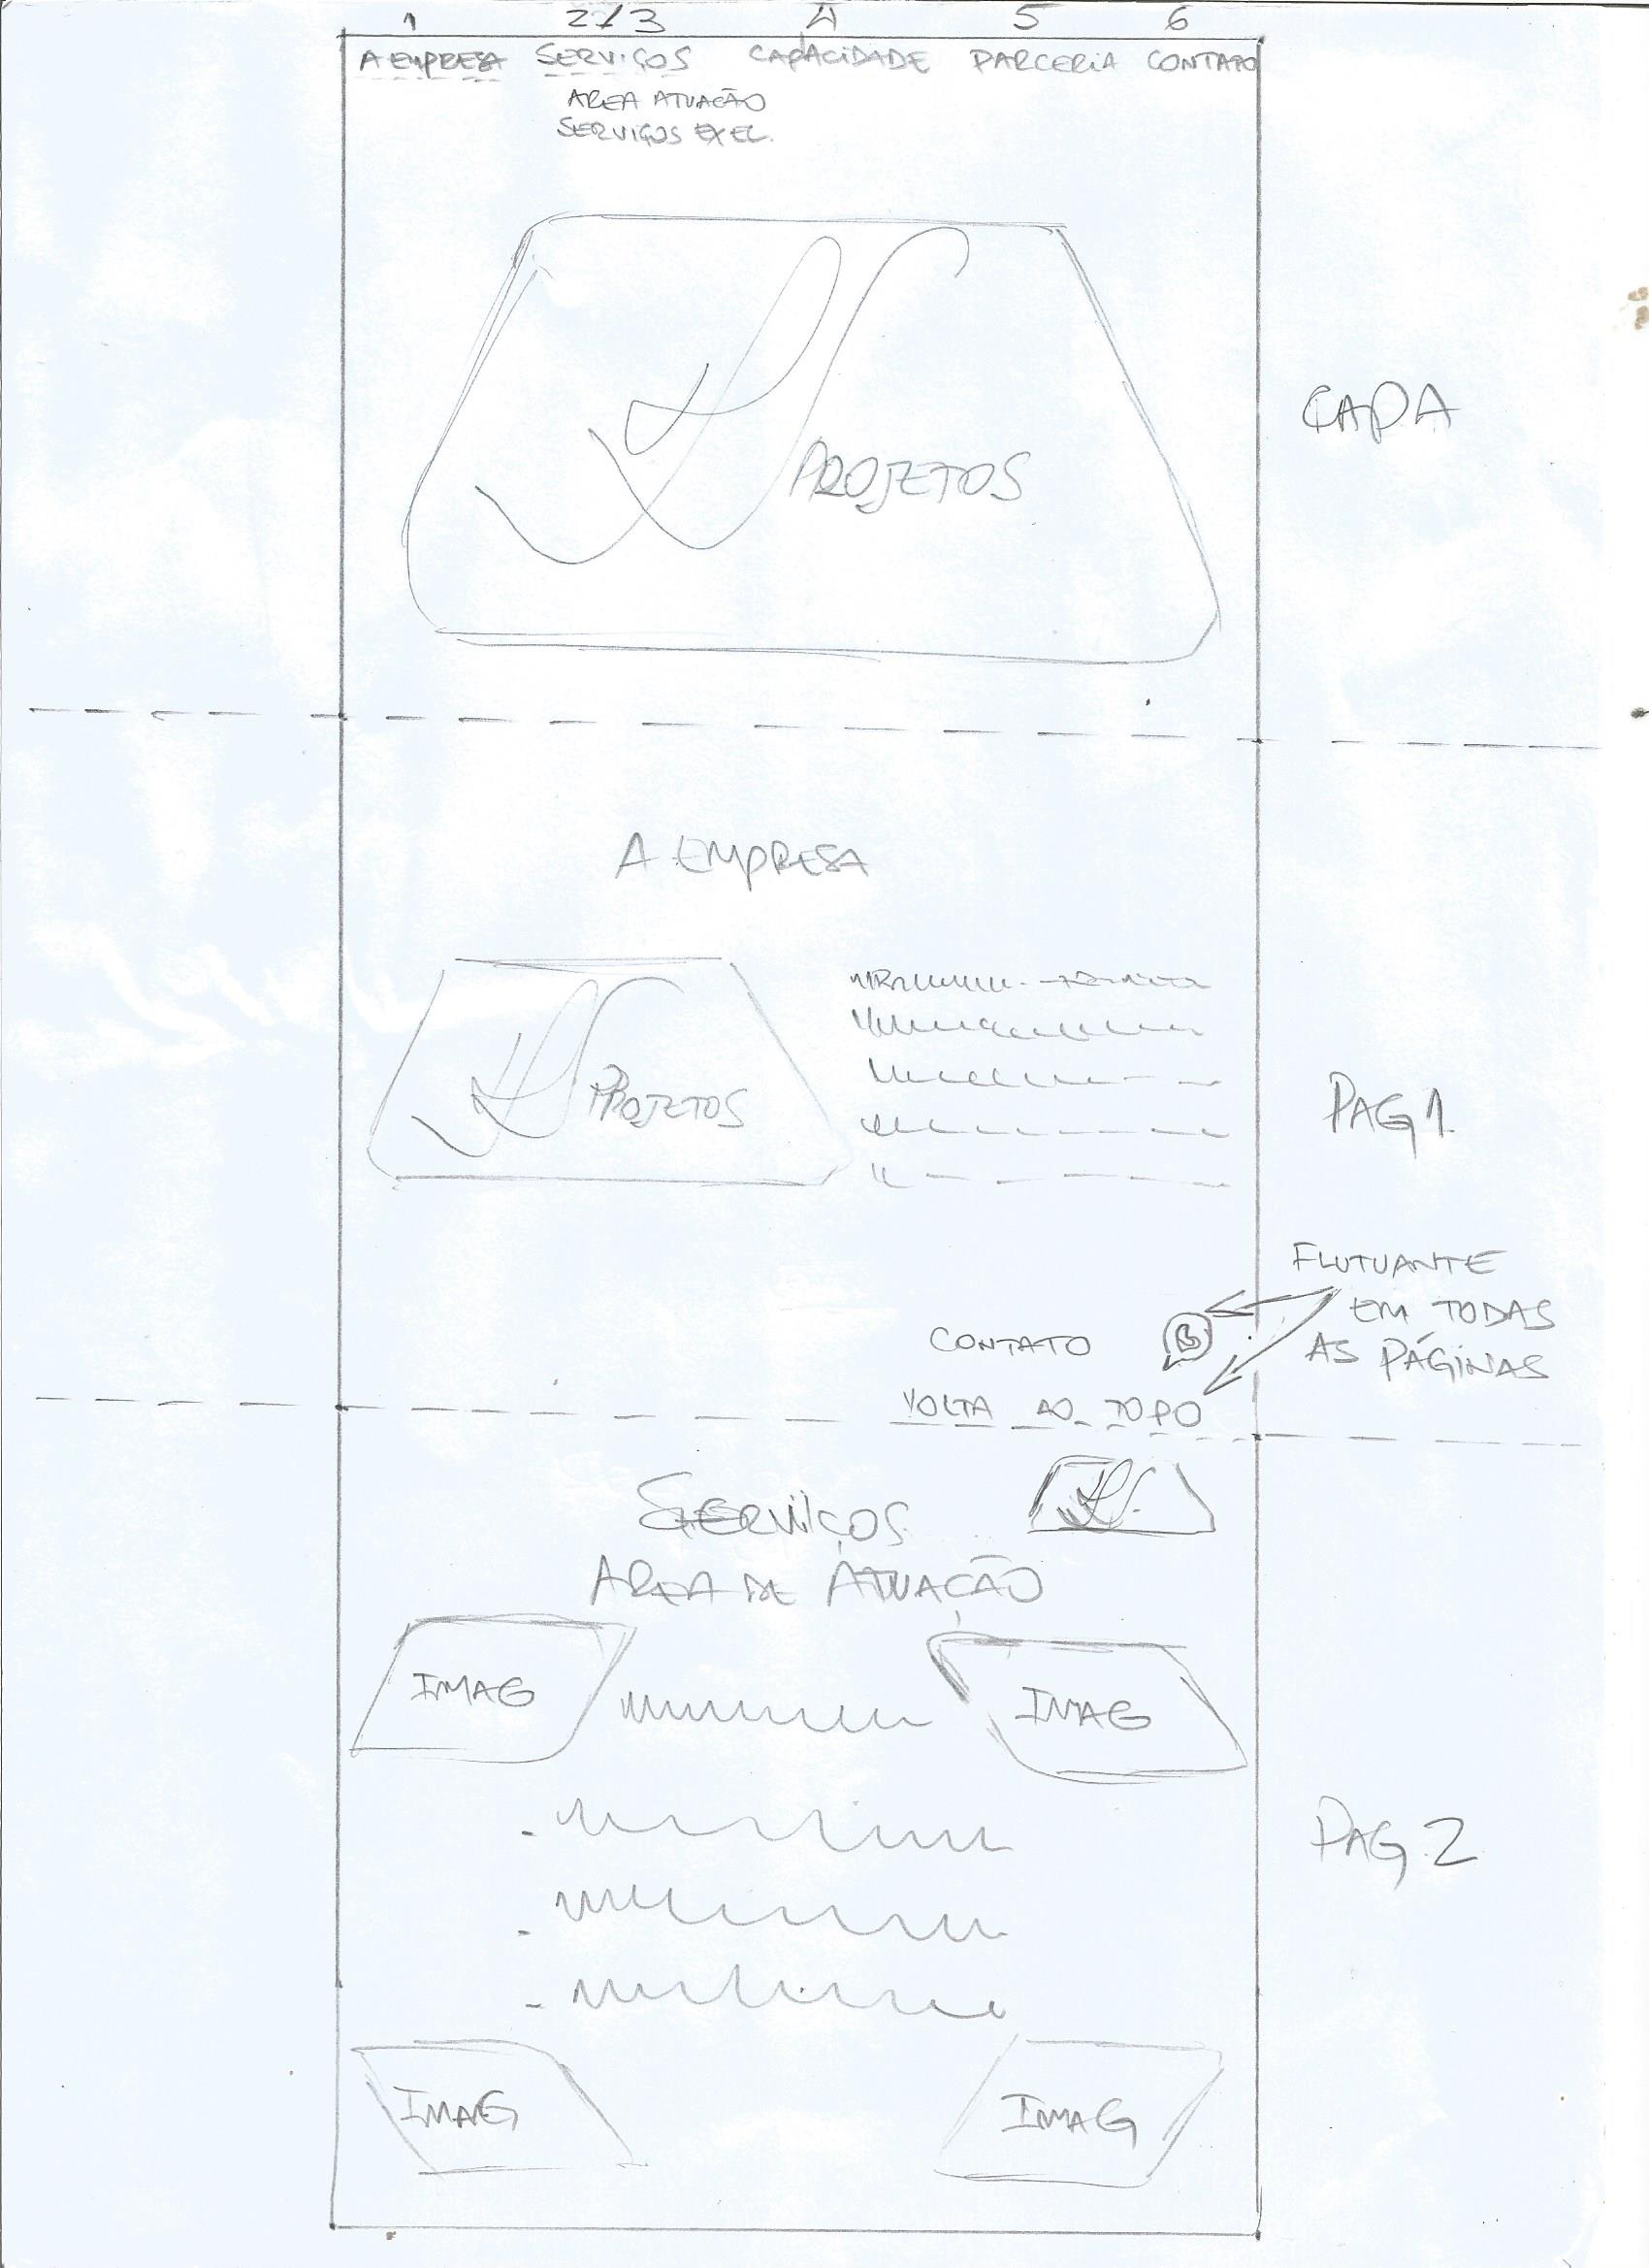 1 2/3 4 5 6
A EMPRESA SERVIÇOS CAPACIDADE PARCERIA CONTATO
AREA ATUAÇÃO
SERVIÇOS EXEC.
PROJETOS
CAPA
A EMPRESA
PROJETOS
PAG 1.
FLUTUANTE
EM TODAS
AS PÁGINAS
CONTATO
VOLTA AO TOPO
SERVIÇOS
AREA DE ATUAÇÃO
IMAG
IMAG
PAG 2
IMAG
IMAG